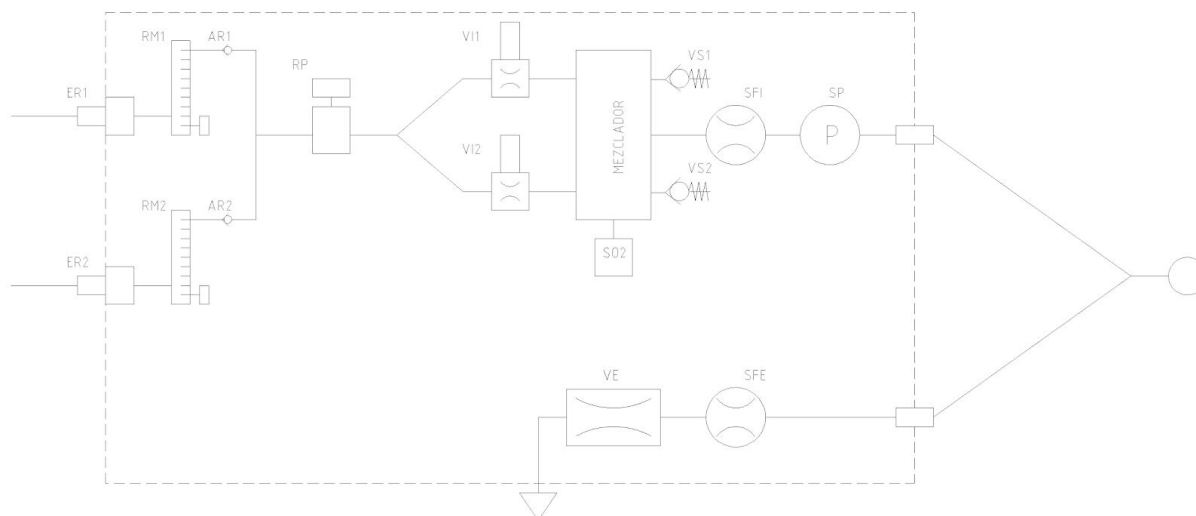 RM1
AR1
ER1
RP
VI1
VS1
MEZCLADOR
SFI
SP
P
VI2
VS2
RM2
AR2
ER2
SO2
VE
SFE